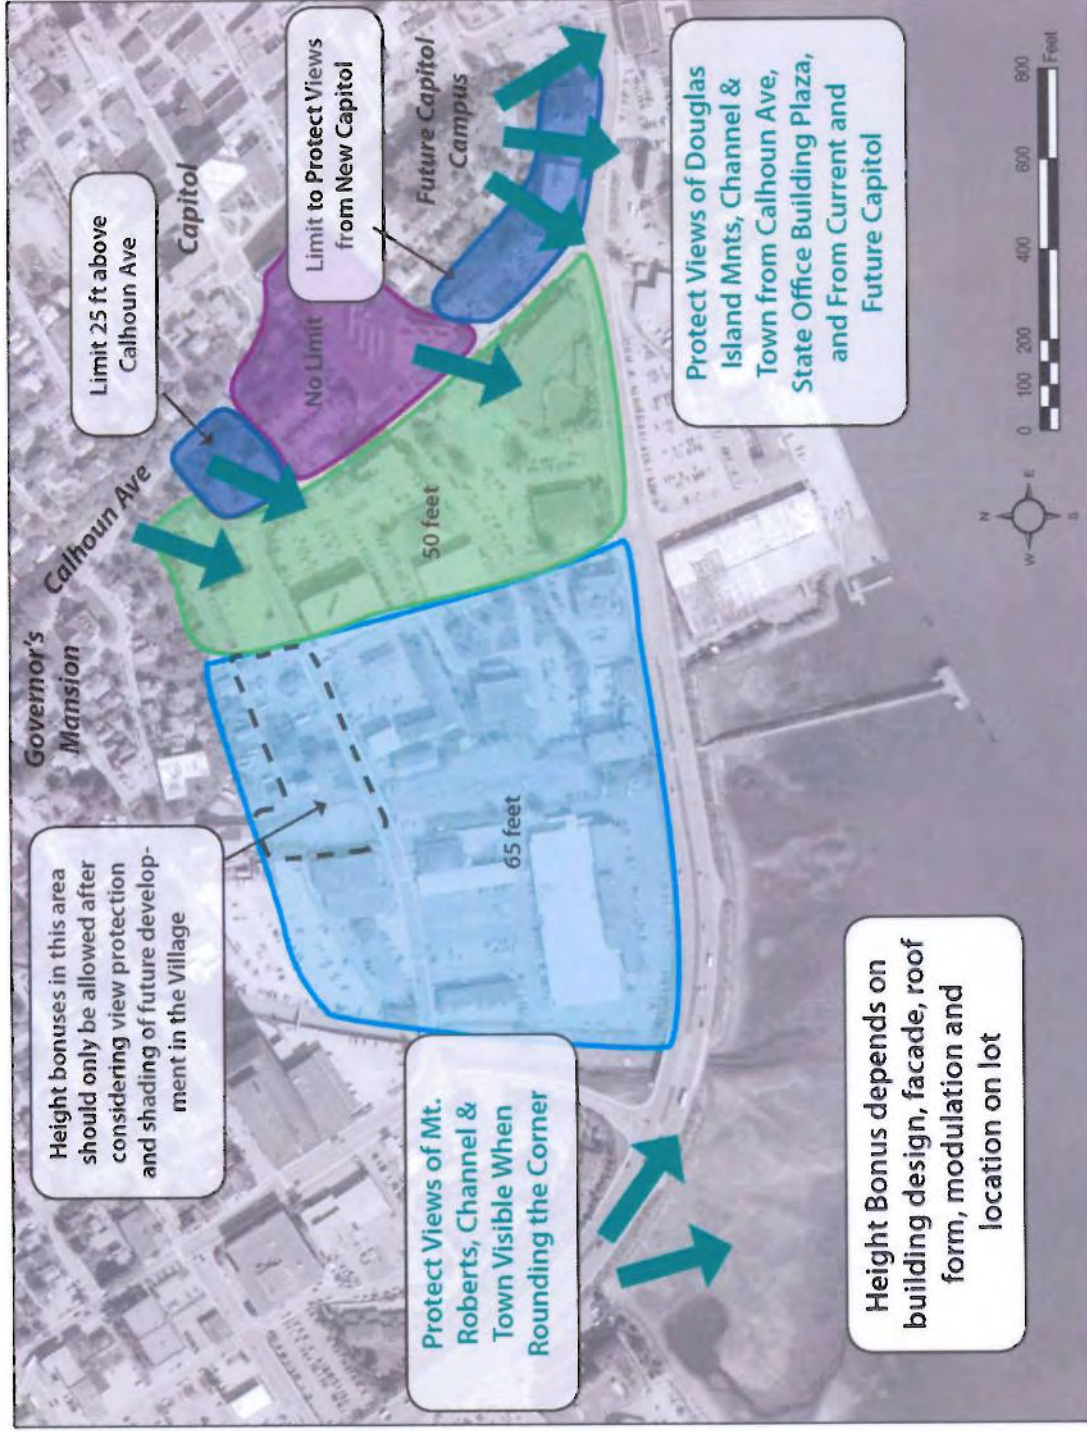 Governor's
Mansion
Calhoun Ave
Capitol
Future Capitol
Campus
Height bonuses in this area
should only be allowed after
considering view protection
and shading of future develop-
ment in the Village
Limit 25 ft above
Calhoun Ave
Limit to Protect Views
from New Capitol
No Limit
50 feet
65 feet
Protect Views of Mt.
Roberts, Channel &
Town Visible When
Rounding the Corner
Protect Views of Douglas
Island Mnts, Channel &
Town from Calhoun Ave,
State Office Building Plaza,
and From Current and
Future Capitol
Height Bonus depends on
building design, facade, roof
form, modulation and
location on lot
N
W E
S
0 100 200 400 600 800
Feet